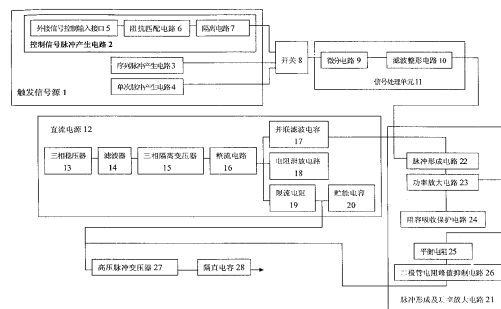 外接信号控制输入接口 5
阻抗匹配电路 6
隔离电路 7
控制信号脉冲产生电路 2
序列脉冲产生电路 3
单次脉冲产生电路 4
触发信号源 1
开关 8
微分电路 9
滤波整形电路 10
信号处理单元 11
直流电源 12
三相稳压器
13
滤波器
14
三相隔离变压器
15
整流电路
16
并联滤波电容
17
电阻泄放电路
18
限流电阻
19
贮能电容
20
脉冲形成电路 22
功率放大电路 23
阻容吸收保护电路 24
平衡电阻 25
二极管电阻峰值抑制电路 26
脉冲形成及功率放大电路 21
高压脉冲变压器 27
隔直电容 28